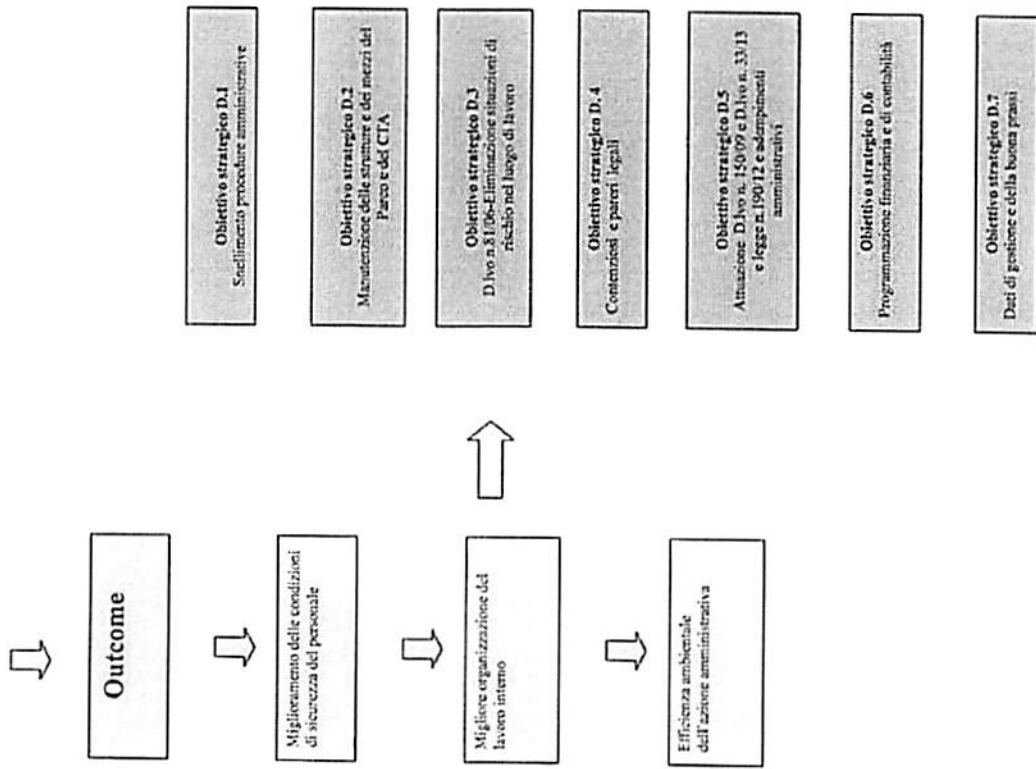 Outcome
Miglioramento delle condizioni
di sicurezza del personale
Migliore organizzazione del
lavoro interno
Efficienza ambientale
dell'azione amministrativa
Obiettivo strategico D.1
Snellimento procedure amministrative
Obiettivo strategico D.2
Manutenzione delle strutture e dei mezzi del
Parco e del CTA
Obiettivo strategico D.3
D.lvo n.81/06-Eliminazione situazioni di
rischio nel luogo di lavoro
Obiettivo strategico D. 4
Contenziosi e pareri legali
Obiettivo strategico D.5
Attuazione D.lvo n. 150/09 e D.lvo n. 33/13
e legge n.190/12 e adempimenti
amministrativi
Obiettivo strategico D.6
Programmazione finanziaria e di contabilità
Obiettivo strategico D.7
Dati di gestione e della buona prassi